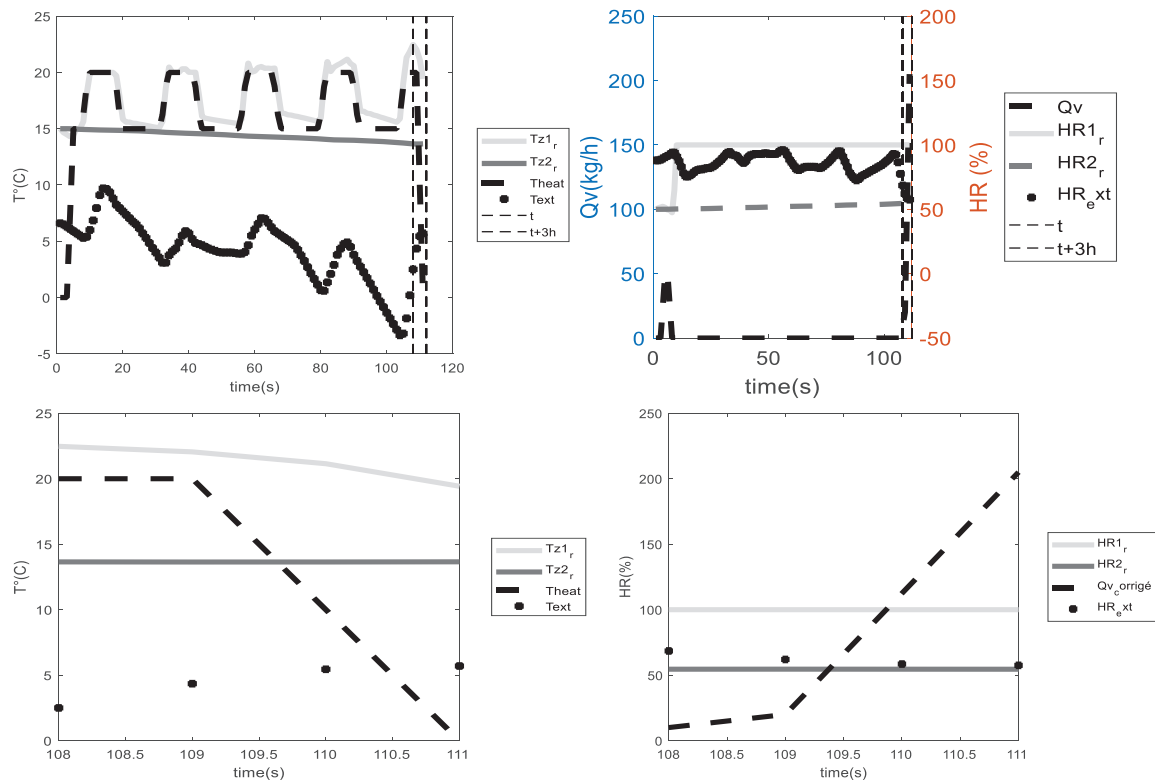 25
20
15
10
5
0
-5
T°(C)
0
20
40
60
80
100
120
time(s)
Tz1r
Tz2r
Theat
Text
t
t+3h
250
200
150
100
50
0
Qv(kg/h)
200
150
100
50
0
-50
HR (%)
0
50
100
time(s)
Qv
HR1r
HR2r
HRext
t
t+3h
25
20
15
10
5
0
T°(C)
108
108.5
109
109.5
110
110.5
111
time(s)
Tz1r
Tz2r
Theat
Text
250
200
150
100
50
0
HR(%)
108
108.5
109
109.5
110
110.5
111
time(s)
HR1r
HR2r
Qvcorrigé
HRext